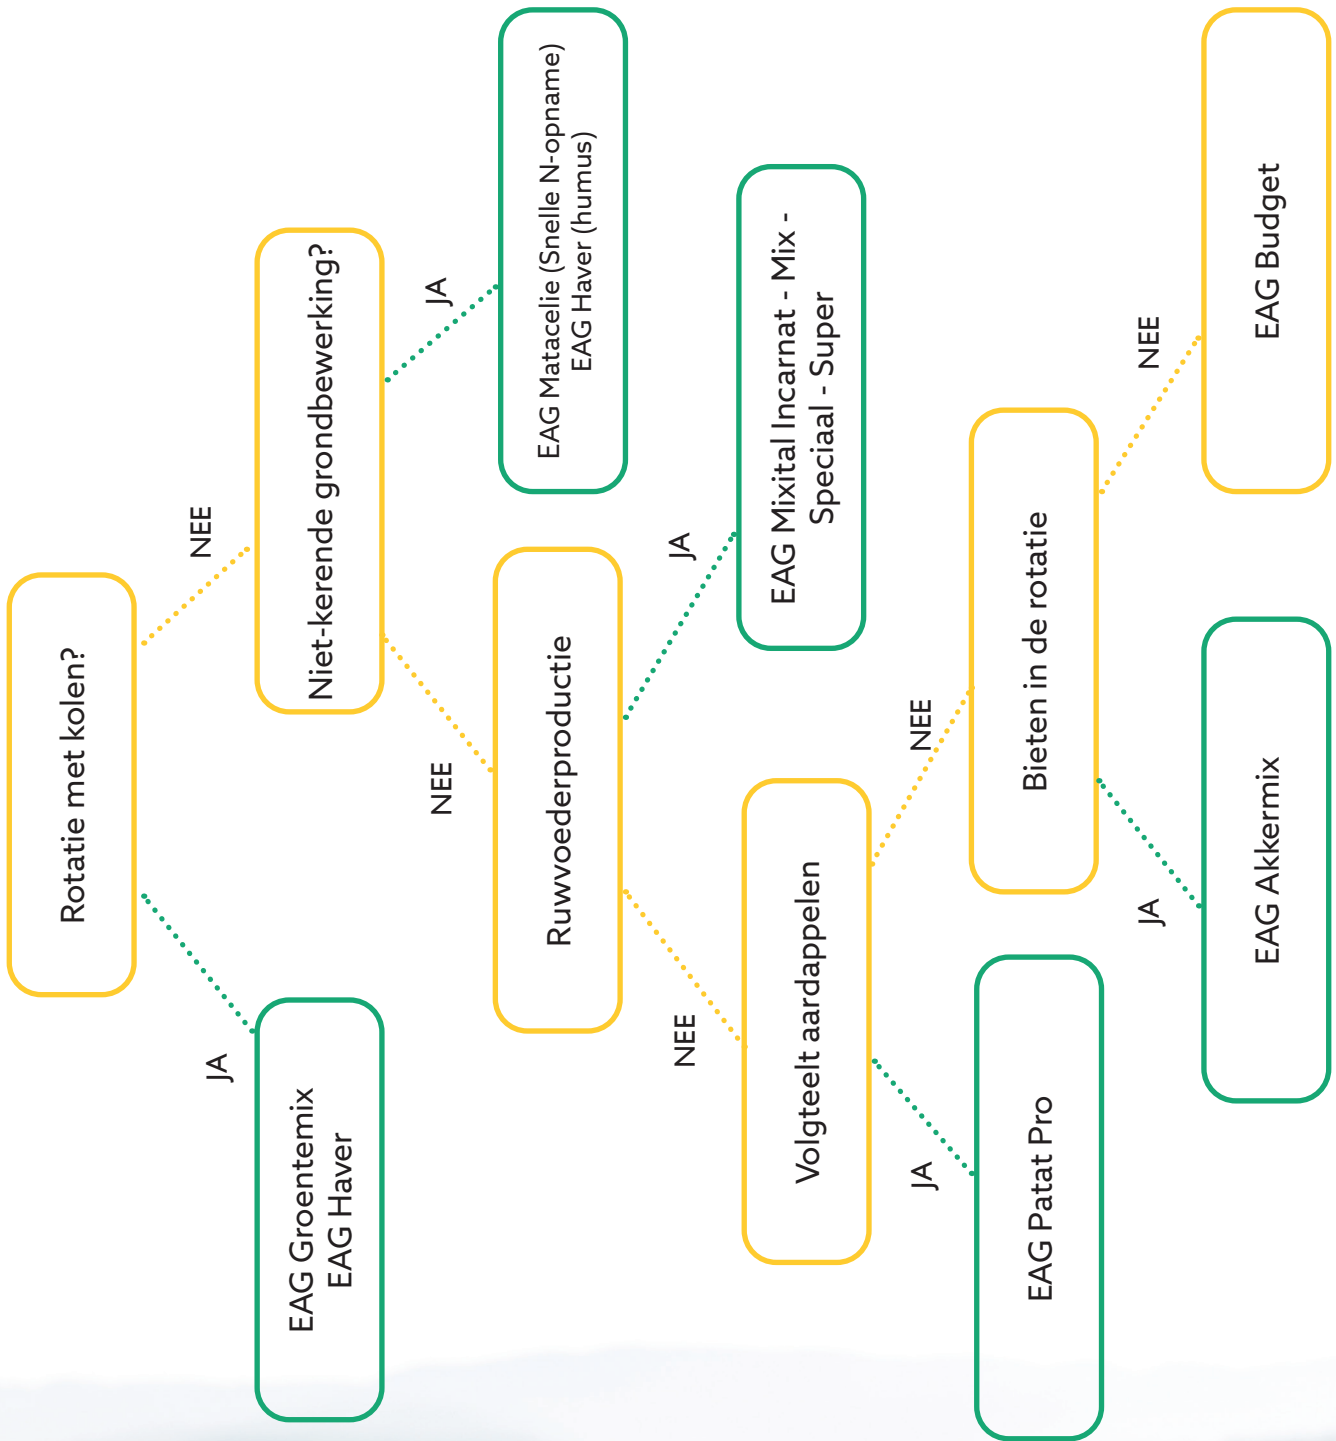 Rotatie met kolen?
JA
NEE
EAG Groentemix
EAG Haver
Niet-kerende grondbewerking?
NEE
JA
Ruwvoederproductie
EAG Matacelie (Snelle N-opname)
EAG Haver (humus)
NEE
JA
Volgteelt aardappelen
EAG Mixital Incarnat - Mix -
Speciaal - Super
JA
NEE
EAG Patat Pro
Bieten in de rotatie
JA
NEE
EAG Akkermix
EAG Budget